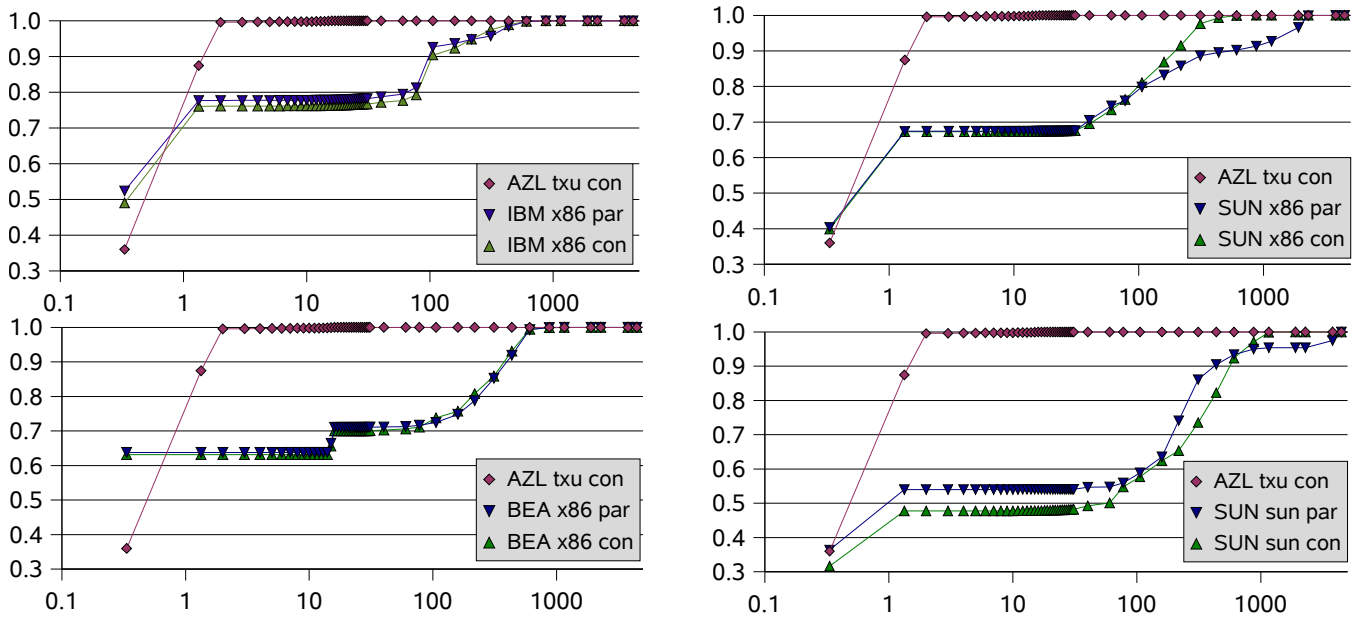 1.0
0.9
0.8
0.7
0.6
0.5
0.4
0.3
AZL txu con
IBM x86 par
IBM x86 con
0.1 1 10 100 1000
1.0
0.9
0.8
0.7
0.6
0.5
0.4
0.3
AZL txu con
SUN x86 par
SUN x86 con
0.1 1 10 100 1000
1.0
0.9
0.8
0.7
0.6
0.5
0.4
0.3
AZL txu con
BEA x86 par
BEA x86 con
0.1 1 10 100 1000
1.0
0.9
0.8
0.7
0.6
0.5
0.4
0.3
AZL txu con
SUN sun par
SUN sun con
0.1 1 10 100 1000